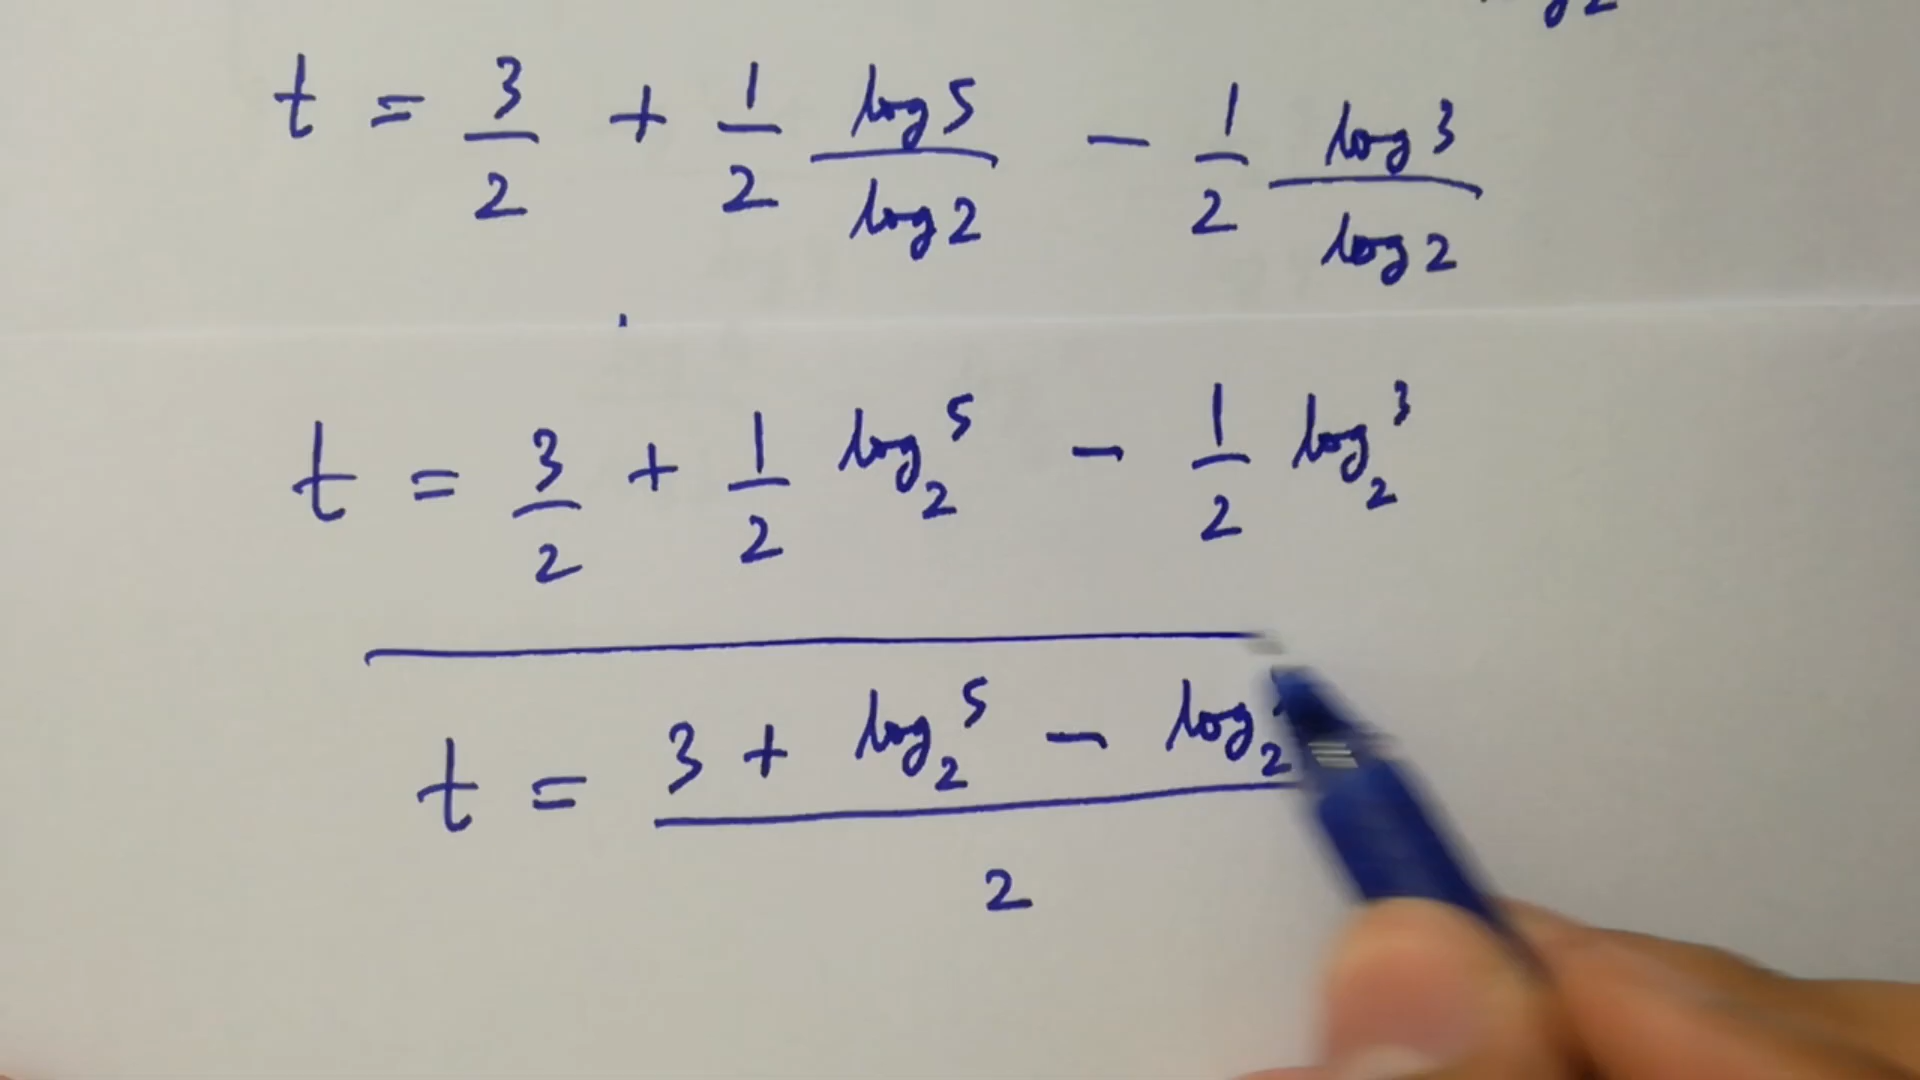 t = 3/2 + 1/2 log5/log2 - 1/2 log3/log2
t = 3/2 + 1/2 log₂⁵ - 1/2 log₂³
t = (3 + log₂⁵ - log₂)/2